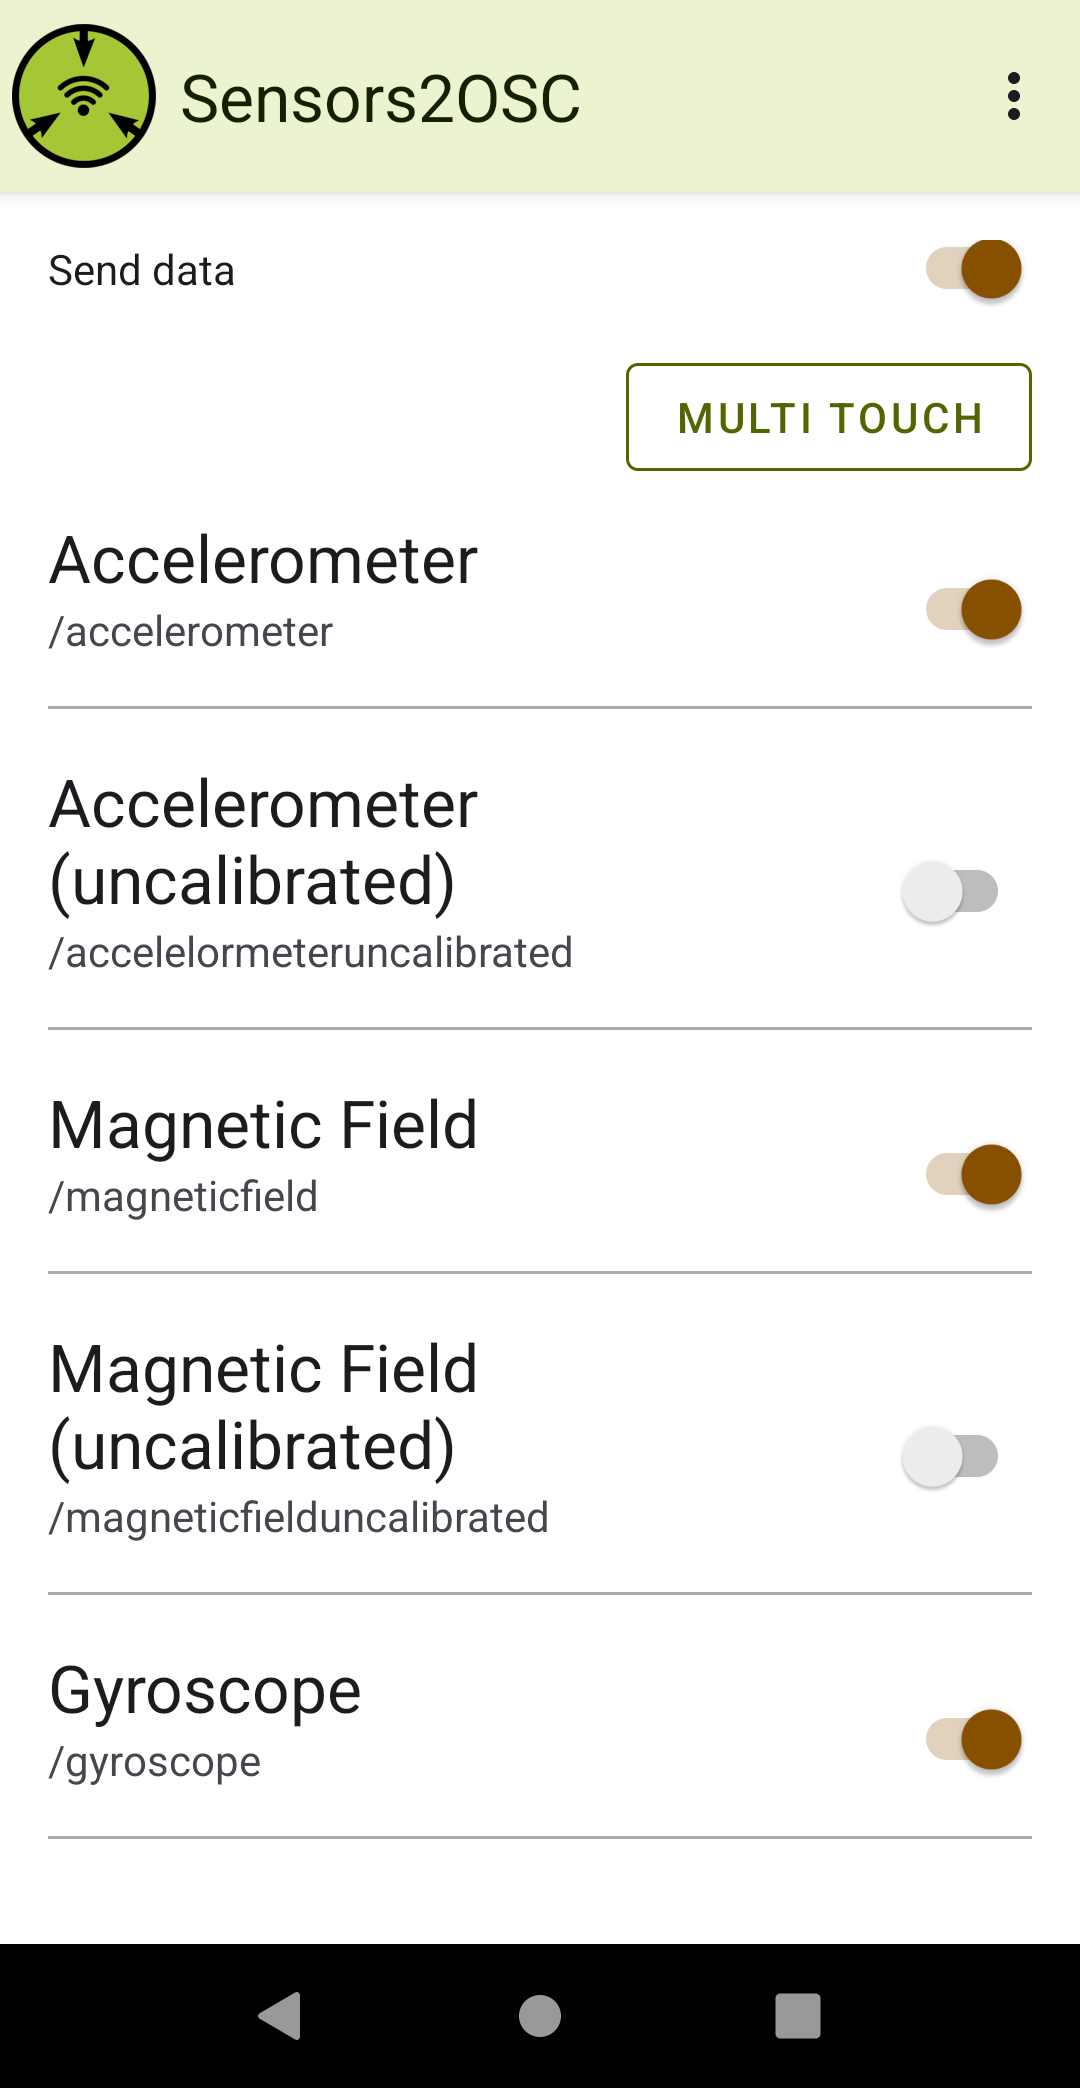 Sensors2OSC
Send data
MULTI TOUCH
Accelerometer
/accelerometer
Accelerometer
(uncalibrated)
/accelelormeteruncalibrated
Magnetic Field
/magneticfield
Magnetic Field
(uncalibrated)
/magneticfielduncalibrated
Gyroscope
/gyroscope